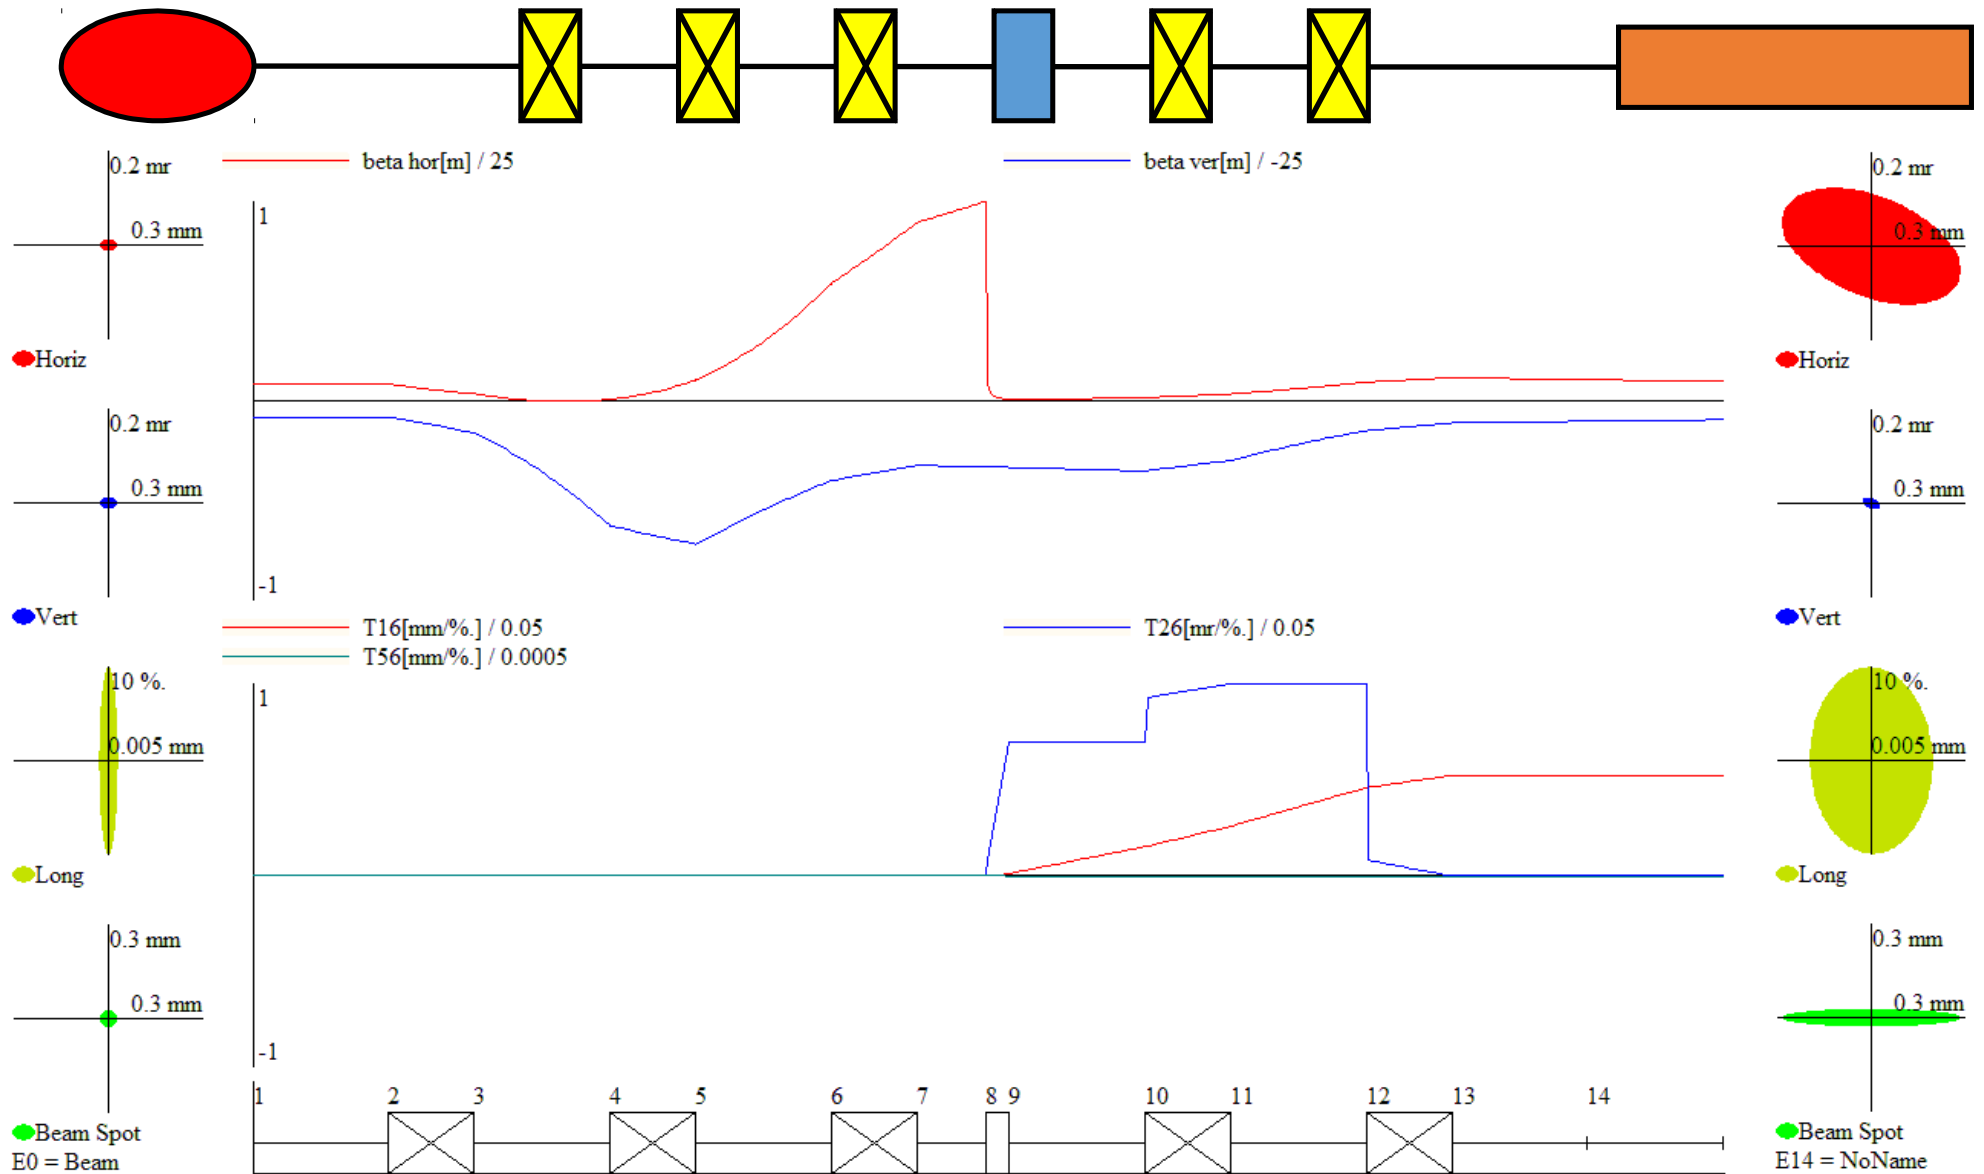 beta hor[m] / 25
beta ver[m] / -25
0.2 mr
0.3 mm
Horiz
1
0.2 mr
0.3 mm
Horiz
0.2 mr
0.3 mm
Vert
-1
0.2 mr
0.3 mm
Vert
T16[mm/%.] / 0.05
T26[mr/%.] / 0.05
T56[mm/%.] / 0.0005
10 %.
0.005 mm
Long
1
10 %.
0.005 mm
Long
0.3 mm
0.3 mm
-1
0.3 mm
0.3 mm
1 2 3 4 5 6 7 8 9 10 11 12 13 14
Beam Spot
E0 = Beam
Beam Spot
E14 = NoName